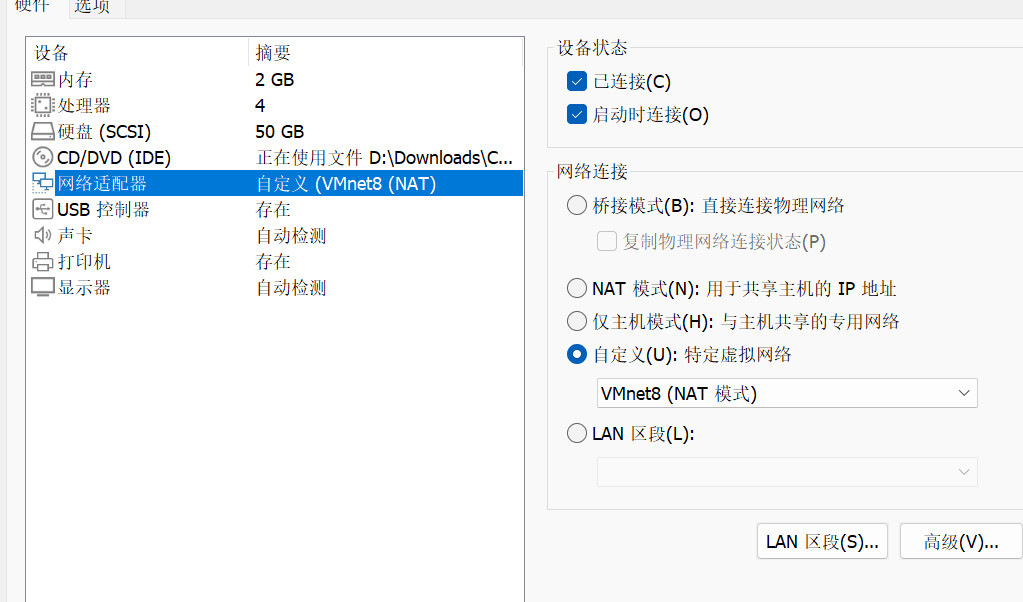 硬件 选项
设备 摘要
内存 2 GB
处理器 4
硬盘 (SCSI) 50 GB
CD/DVD (IDE) 正在使用文件 D:\Downloads\C...
网络适配器 自定义 (VMnet8 (NAT)
USB 控制器 存在
声卡 自动检测
打印机 存在
显示器 自动检测
设备状态
已连接(C)
启动时连接(O)
网络连接
桥接模式(B): 直接连接物理网络
复制物理网络连接状态(P)
NAT 模式(N): 用于共享主机的 IP 地址
仅主机模式(H): 与主机共享的专用网络
自定义(U): 特定虚拟网络
VMnet8 (NAT 模式)
LAN 区段(L):
LAN 区段(S)... 高级(V)...